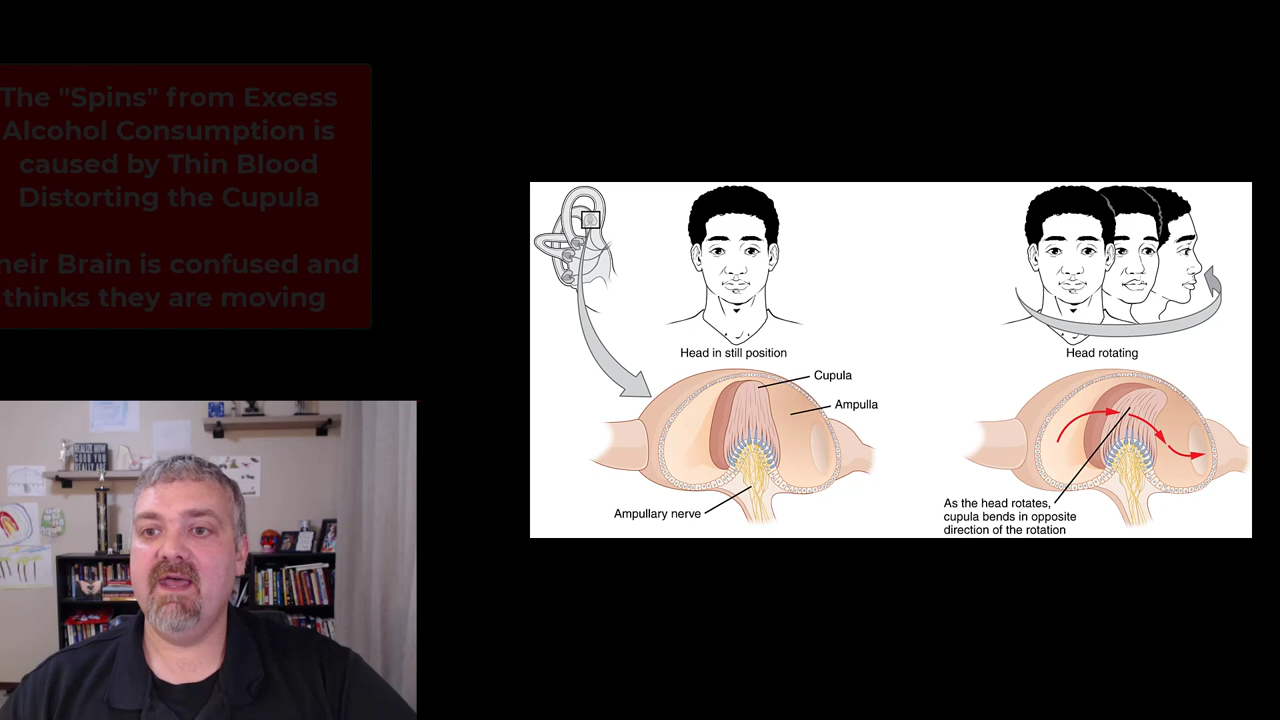 The "Spins" from Excess
Alcohol Consumption is
caused by Thin Blood
Distorting the Cupula
heir Brain is confused and
thinks they are moving
Head in still position
Head rotating
Cupula
Ampulla
Ampullary nerve
As the head rotates,
cupula bends in opposite
direction of the rotation